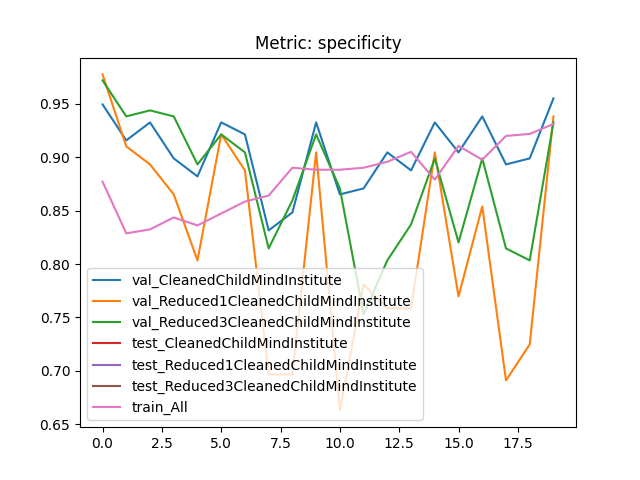 Metric: specificity
0.95
0.90
0.85
0.80
0.75
0.70
0.65
val_CleanedChildMindInstitute
val_Reduced1CleanedChildMindInstitute
val_Reduced3CleanedChildMindInstitute
test_CleanedChildMindInstitute
test_Reduced1CleanedChildMindInstitute
test_Reduced3CleanedChildMindInstitute
train_All
0.0 2.5 5.0 7.5 10.0 12.5 15.0 17.5